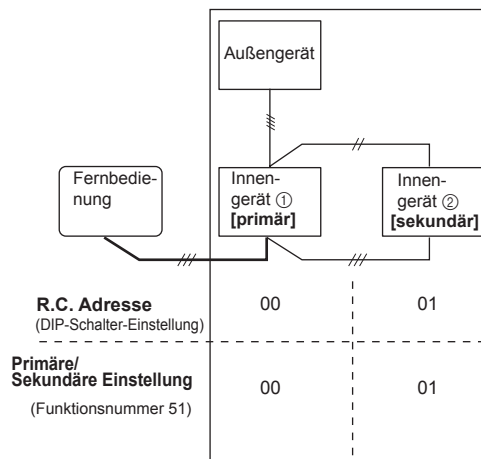 Außengerät
Fernbedie-
nung
Innen-
gerät ①
[primär]
Innen-
gerät ②
[sekundär]
R.C. Adresse
(DIP-Schalter-Einstellung)
00
01
Primäre/
Sekundäre Einstellung
(Funktionsnummer 51)
00
01